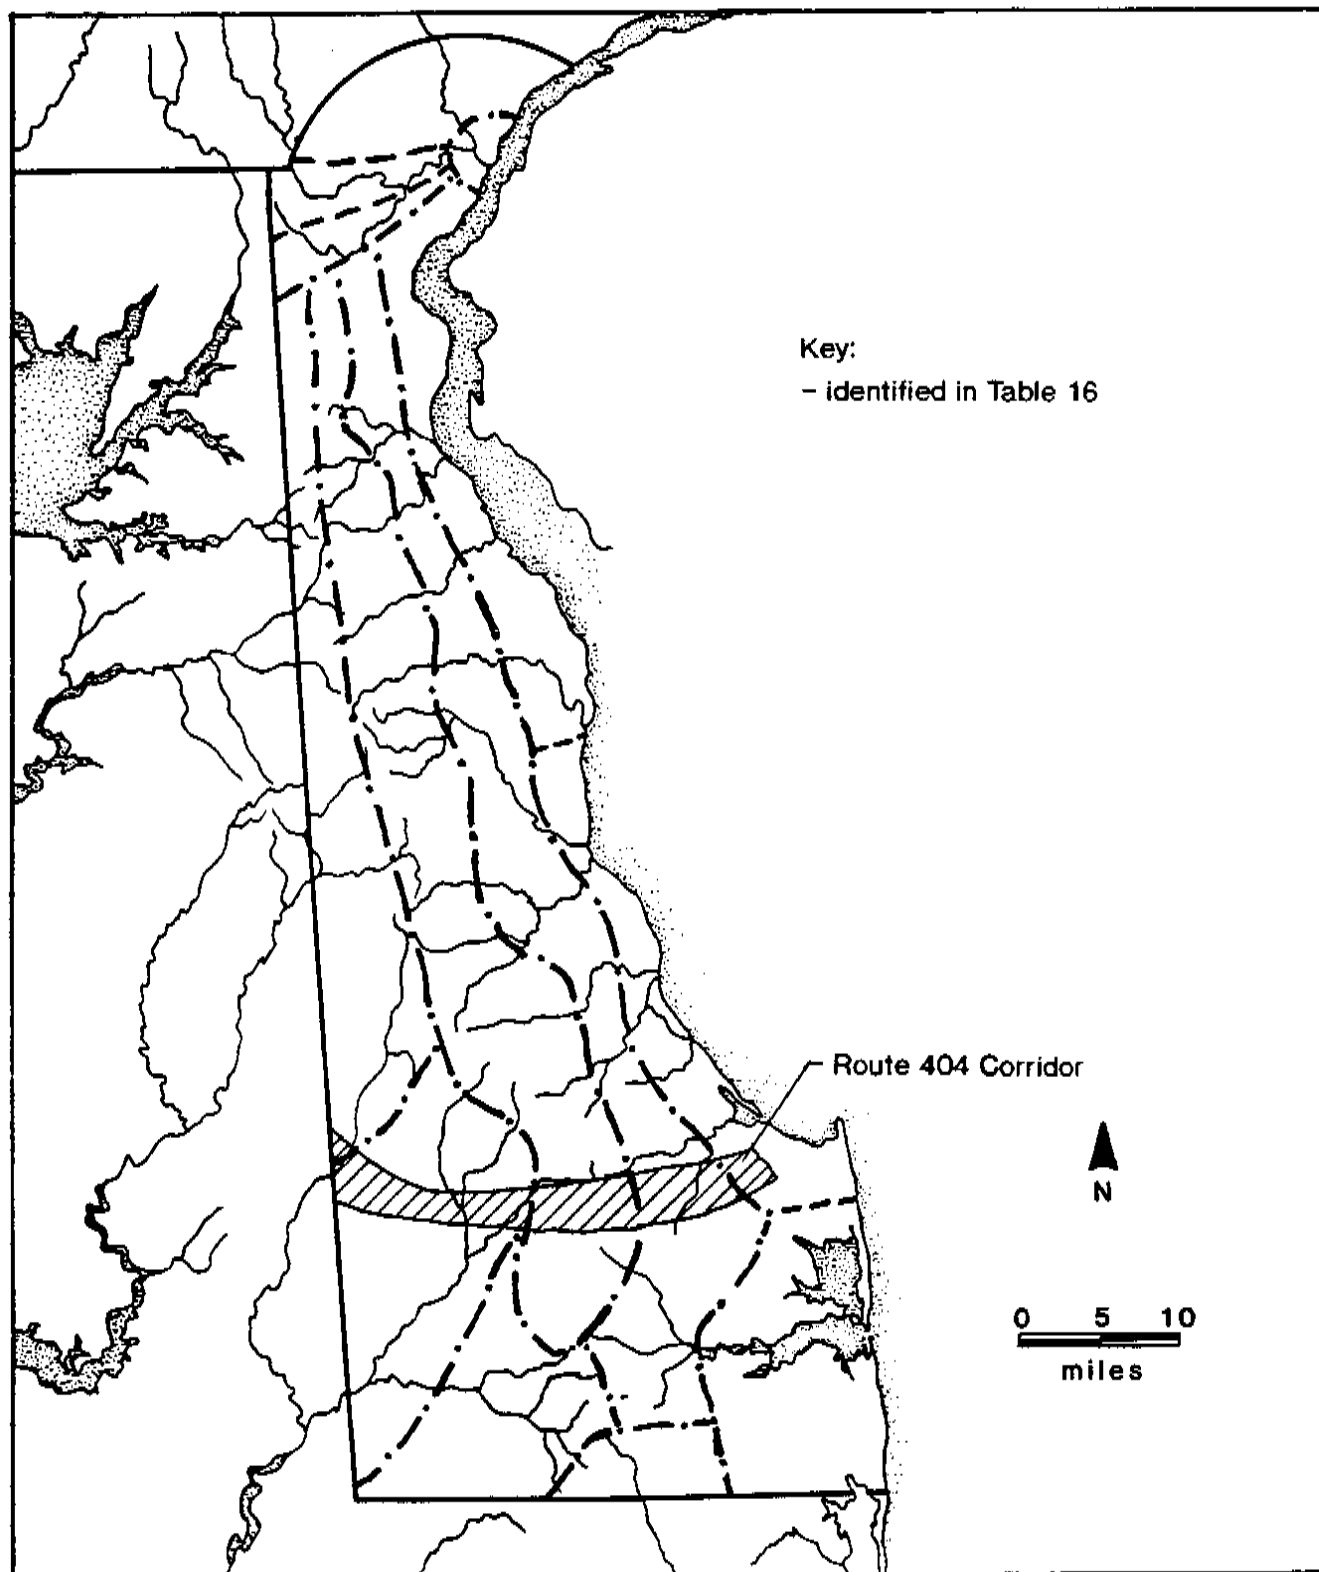 Key:
– identified in Table 16
Route 404 Corridor
N
0 5 10
miles